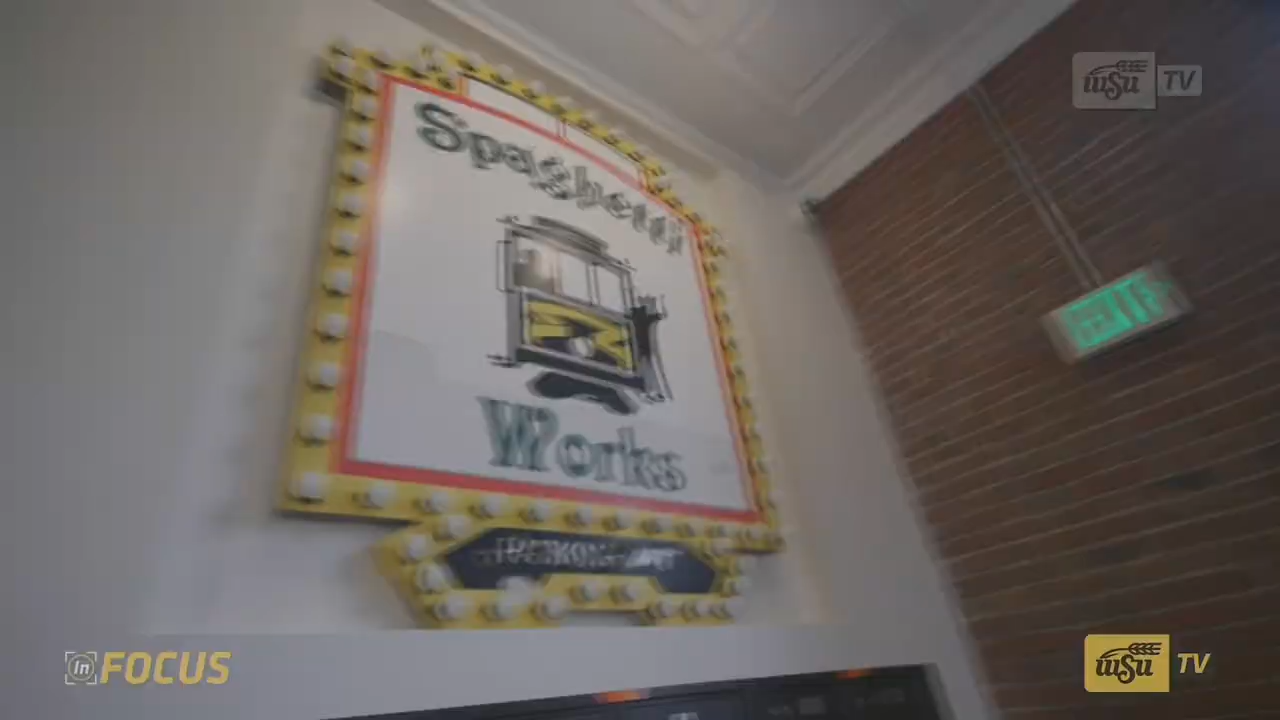 Spaghetti
Works
EXIT
WSU TV
In FOCUS
WSU TV